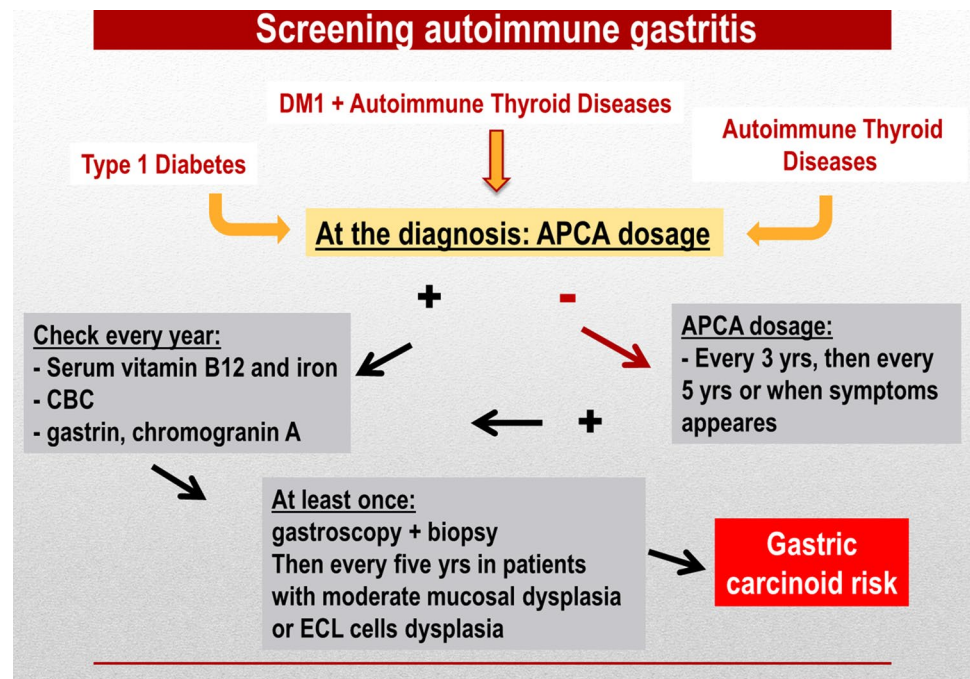 Screening autoimmune gastritis
DM1 + Autoimmune Thyroid Diseases
Autoimmune Thyroid
Diseases
Type 1 Diabetes
At the diagnosis: APCA dosage
+
-
Check every year:
- Serum vitamin B12 and iron
- CBC
- gastrin, chromogranin A
APCA dosage:
- Every 3 yrs, then every
5 yrs or when symptoms
appeares
+
At least once:
gastroscopy + biopsy
Then every five yrs in patients
with moderate mucosal dysplasia
or ECL cells dysplasia
Gastric
carcinoid risk